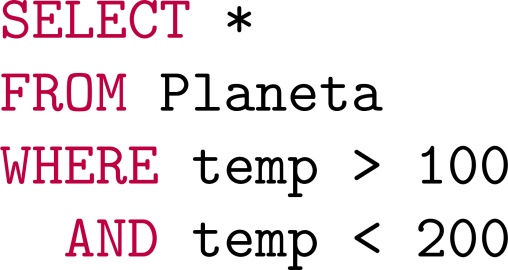 SELECT *
FROM Planeta
WHERE temp > 100
  AND temp < 200